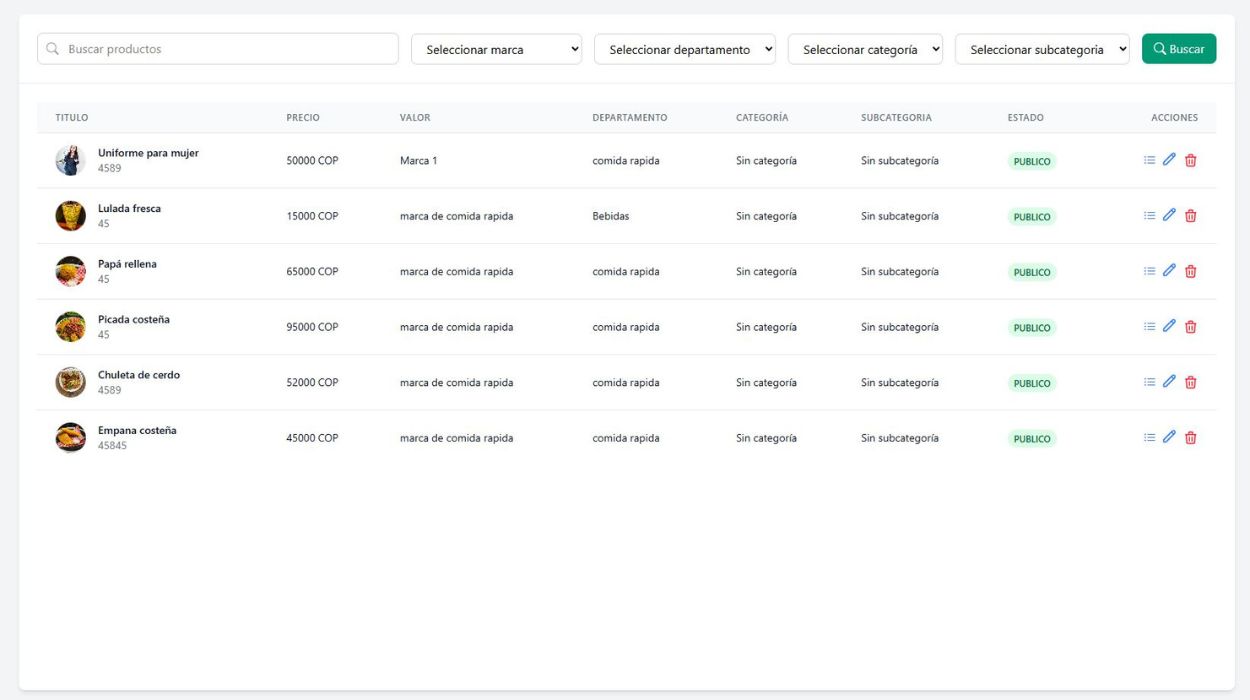 Buscar productos Seleccionar marca Seleccionar departamento Seleccionar categoría Seleccionar subcategoria Buscar
TITULO PRECIO VALOR DEPARTAMENTO CATEGORÍA SUBCATEGORIA ESTADO ACCIONES
Uniforme para mujer
4589
50000 COP Marca 1 comida rapida Sin categoría Sin subcategoría PUBLICO
Lulada fresca
45
15000 COP marca de comida rapida Bebidas Sin categoría Sin subcategoría PUBLICO
Papá rellena
45
65000 COP marca de comida rapida comida rapida Sin categoría Sin subcategoría PUBLICO
Picada costeña
45
95000 COP marca de comida rapida comida rapida Sin categoría Sin subcategoría PUBLICO
Chuleta de cerdo
4589
52000 COP marca de comida rapida comida rapida Sin categoría Sin subcategoría PUBLICO
Empana costeña
45845
45000 COP marca de comida rapida comida rapida Sin categoría Sin subcategoría PUBLICO